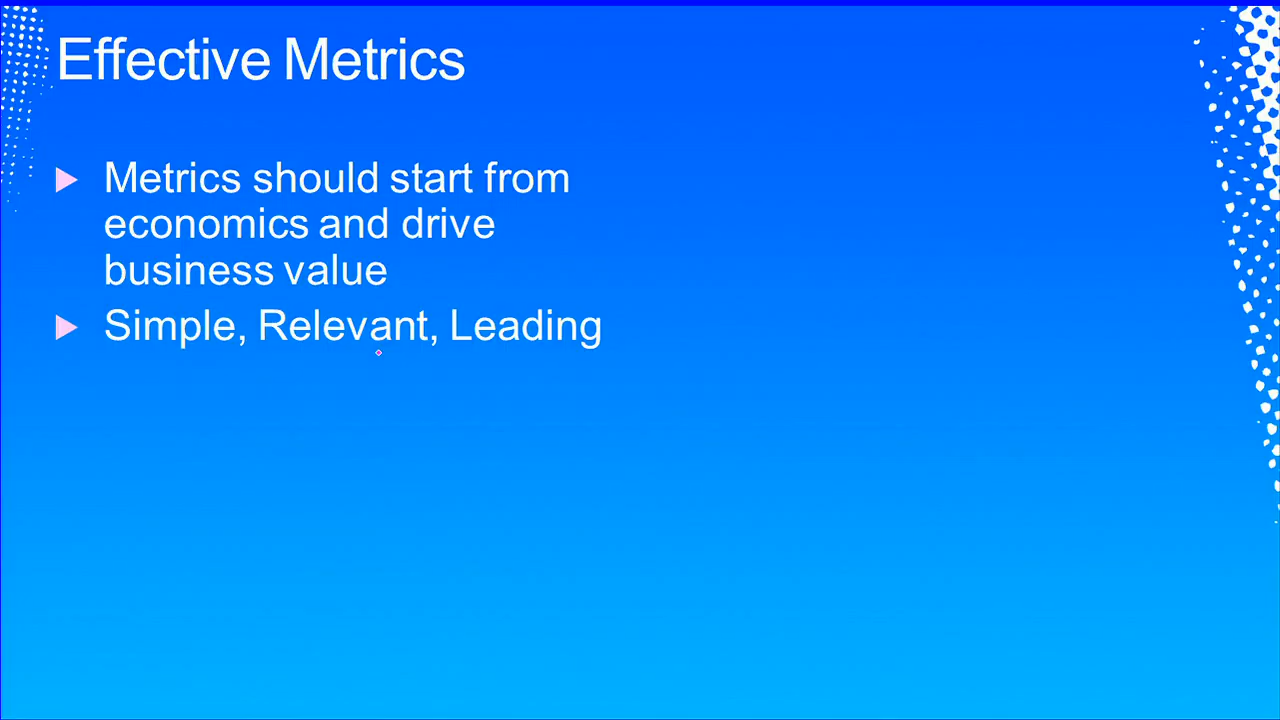 Effective Metrics
Metrics should start from
economics and drive
business value
Simple, Relevant, Leading